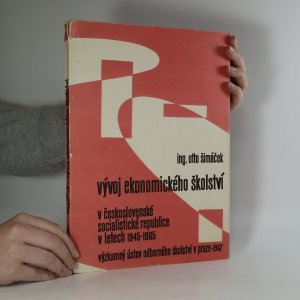 ing. otto šimáček
vývoj ekonomického školství
v československé
socialistické republice
v letech 1945-1965
výzkumný ústav odborného školství v praze-1967